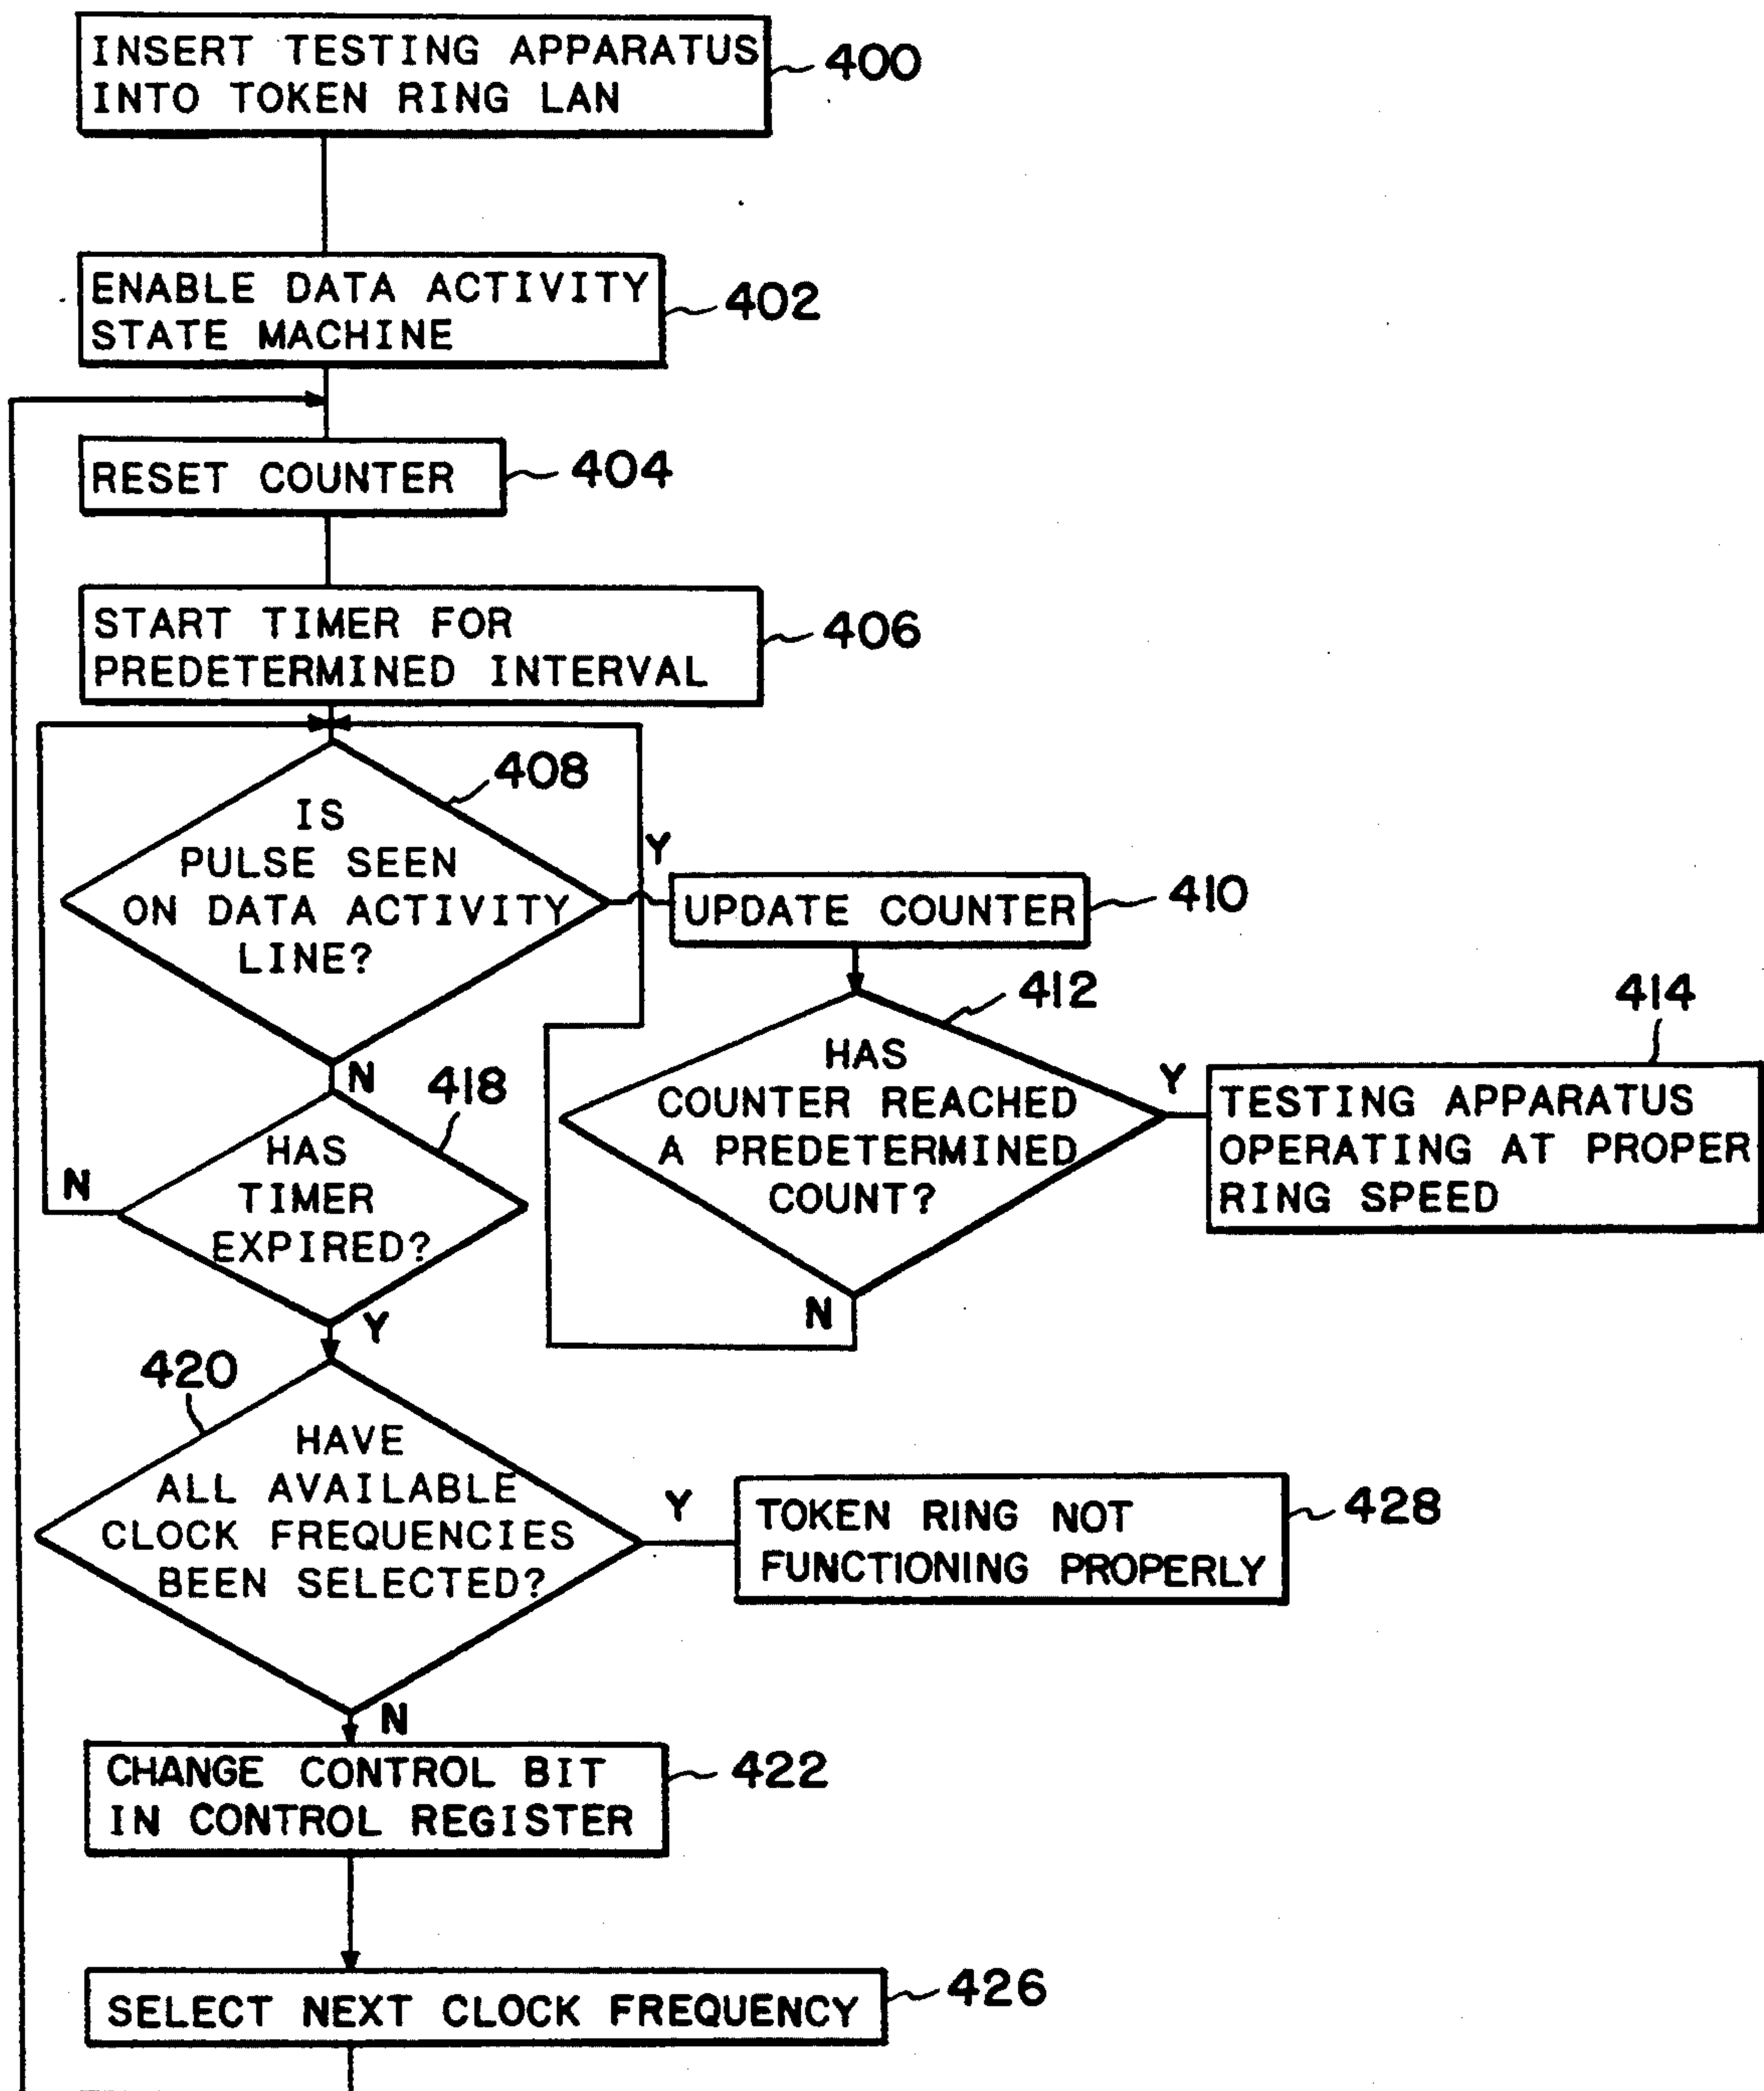 INSERT TESTING APPARATUS
INTO TOKEN RING LAN
400
ENABLE DATA ACTIVITY
STATE MACHINE
402
RESET COUNTER
404
START TIMER FOR
PREDETERMINED INTERVAL
406
408
IS
PULSE SEEN
ON DATA ACTIVITY
LINE?
Y
UPDATE COUNTER
410
412
HAS
COUNTER REACHED
A PREDETERMINED
COUNT?
Y
414
TESTING APPARATUS
OPERATING AT PROPER
RING SPEED
N
N
418
HAS
TIMER
EXPIRED?
N
Y
420
HAVE
ALL AVAILABLE
CLOCK FREQUENCIES
BEEN SELECTED?
Y
TOKEN RING NOT
FUNCTIONING PROPERLY
428
N
CHANGE CONTROL BIT
IN CONTROL REGISTER
422
SELECT NEXT CLOCK FREQUENCY
426